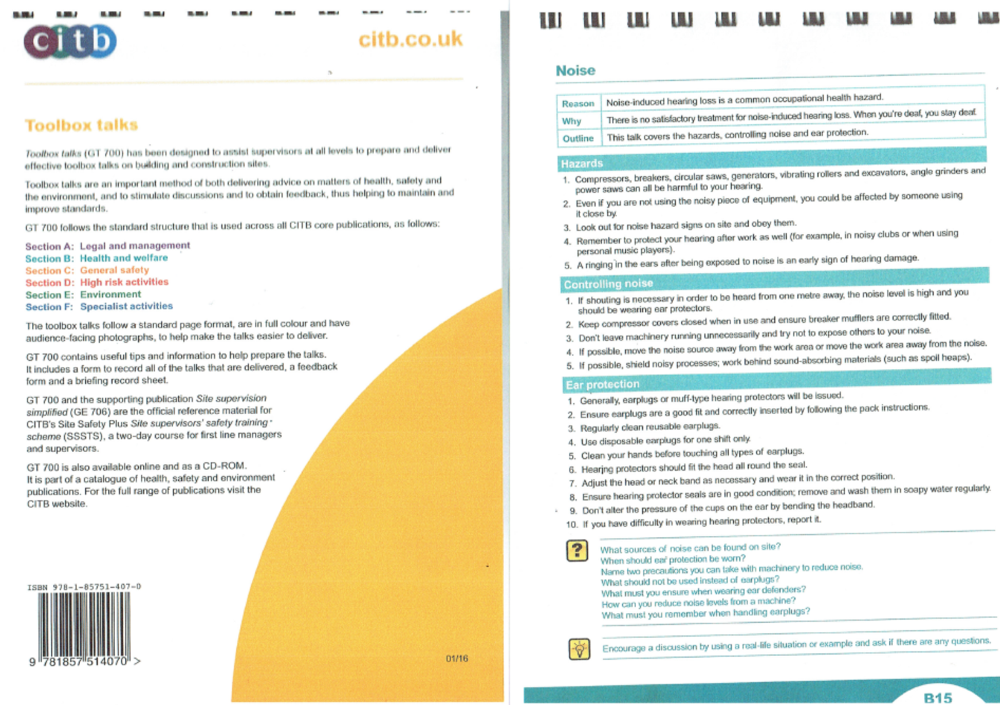 citb
citb.co.uk
Toolbox talks
Toolbox talks (GT 700) has been designed to assist supervisors at all levels to prepare and deliver
effective toolbox talks on building and construction sites.
Toolbox talks are an important method of both delivering advice on matters of health, safety and
the environment, and to stimulate discussions and to obtain feedback, thus helping to maintain and
improve standards.
GT 700 follows the standard structure that is used across all CITB core publications, as follows:
Section A: Legal and management
Section B: Health and welfare
Section C: General safety
Section D: High risk activities
Section E: Environment
Section F: Specialist activities
The toolbox talks follow a standard page format, are in full colour and have
audience-facing photographs, to help make the talks easier to deliver.
GT 700 contains useful tips and information to help prepare the talks.
It includes a form to record all of the talks that are delivered, a feedback
form and a briefing record sheet.
GT 700 and the supporting publication Site supervision
simplified (GE 706) are the official reference material for
CITB's Site Safety Plus Site supervisors' safety training
scheme (SSSTS), a two-day course for first line managers
and supervisors.
GT 700 is also available online and as a CD-ROM.
It is part of a catalogue of health, safety and environment
publications. For the full range of publications visit the
CITB website.
ISBN 978-1-85751-407-0
9 781857 514070 >
01/16
Noise
Reason Noise-induced hearing loss is a common occupational health hazard.
Why There is no satisfactory treatment for noise-induced hearing loss. When you're deaf, you stay deaf.
Outline This talk covers the hazards, controlling noise and ear protection.
Hazards
1. Compressors, breakers, circular saws, generators, vibrating rollers and excavators, angle grinders and
power saws can all be harmful to your hearing.
2. Even if you are not using the noisy piece of equipment, you could be affected by someone using
it close by.
3. Look out for noise hazard signs on site and obey them.
4. Remember to protect your hearing after work as well (for example, in noisy clubs or when using
personal music players).
5. A ringing in the ears after being exposed to noise is an early sign of hearing damage.
Controlling noise
1. If shouting is necessary in order to be heard from one metre away, the noise level is high and you
should be wearing ear protectors.
2. Keep compressor covers closed when in use and ensure breaker mufflers are correctly fitted.
3. Don't leave machinery running unnecessarily and try not to expose others to your noise.
4. If possible, move the noise source away from the work area or move the work area away from the noise.
5. If possible, shield noisy processes; work behind sound-absorbing materials (such as spoil heaps).
Ear protection
1. Generally, earplugs or muff-type hearing protectors will be issued.
2. Ensure earplugs are a good fit and correctly inserted by following the pack instructions.
3. Regularly clean reusable earplugs.
4. Use disposable earplugs for one shift only.
5. Clean your hands before touching all types of earplugs.
6. Hearing protectors should fit the head all round the seal.
7. Adjust the head or neck band as necessary and wear it in the correct position.
8. Ensure hearing protector seals are in good condition; remove and wash them in soapy water regularly.
9. Don't alter the pressure of the cups on the ear by bending the headband.
10. If you have difficulty in wearing hearing protectors, report it.
?
What sources of noise can be found on site?
When should ear protection be worn?
Name two precautions you can take with machinery to reduce noise.
What should not be used instead of earplugs?
What must you ensure when wearing ear defenders?
How can you reduce noise levels from a machine?
What must you remember when handling earplugs?
Encourage a discussion by using a real-life situation or example and ask if there are any questions.
B15